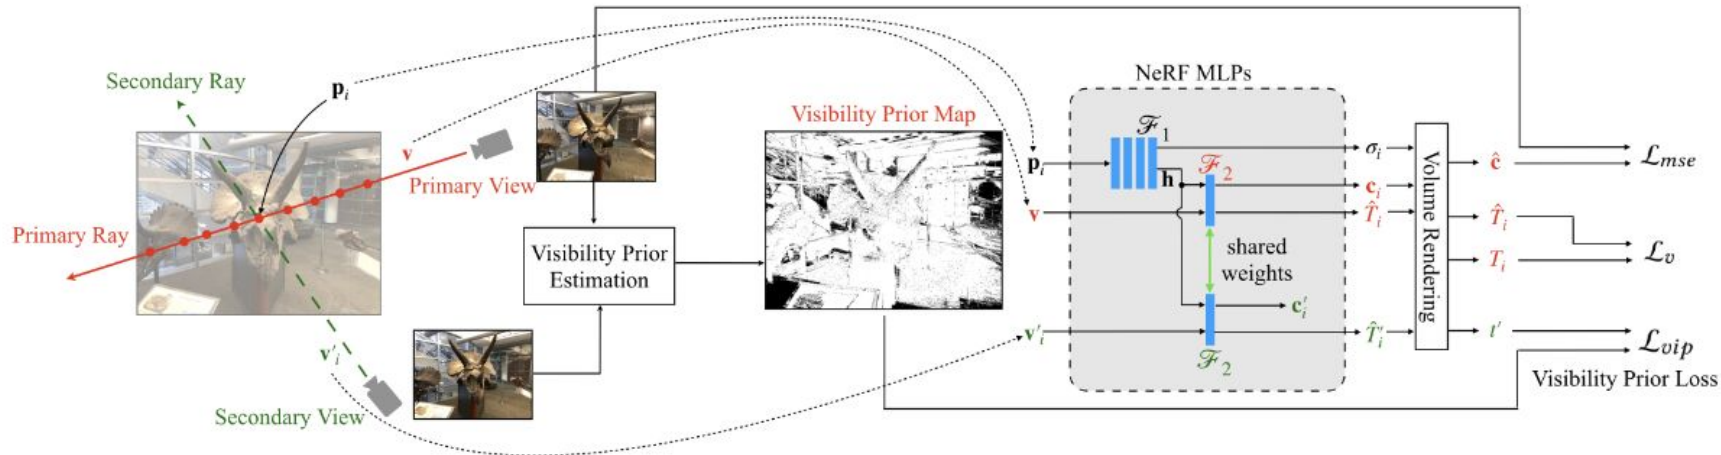 Secondary Ray
p_i
v
Primary View
Primary Ray
v'_i
Secondary View
Visibility Prior
Estimation
Visibility Prior Map
NeRF MLPs
ℱ_1
p_i
h
ℱ_2
v
shared
weights
c'_i
v'_i
ℱ_2
σ_i
c_i
T̂_i
T̂'_i
Volume Rendering
ĉ
T̂_i
T_i
t'
ℒ_mse
ℒ_v
ℒ_vip
Visibility Prior Loss